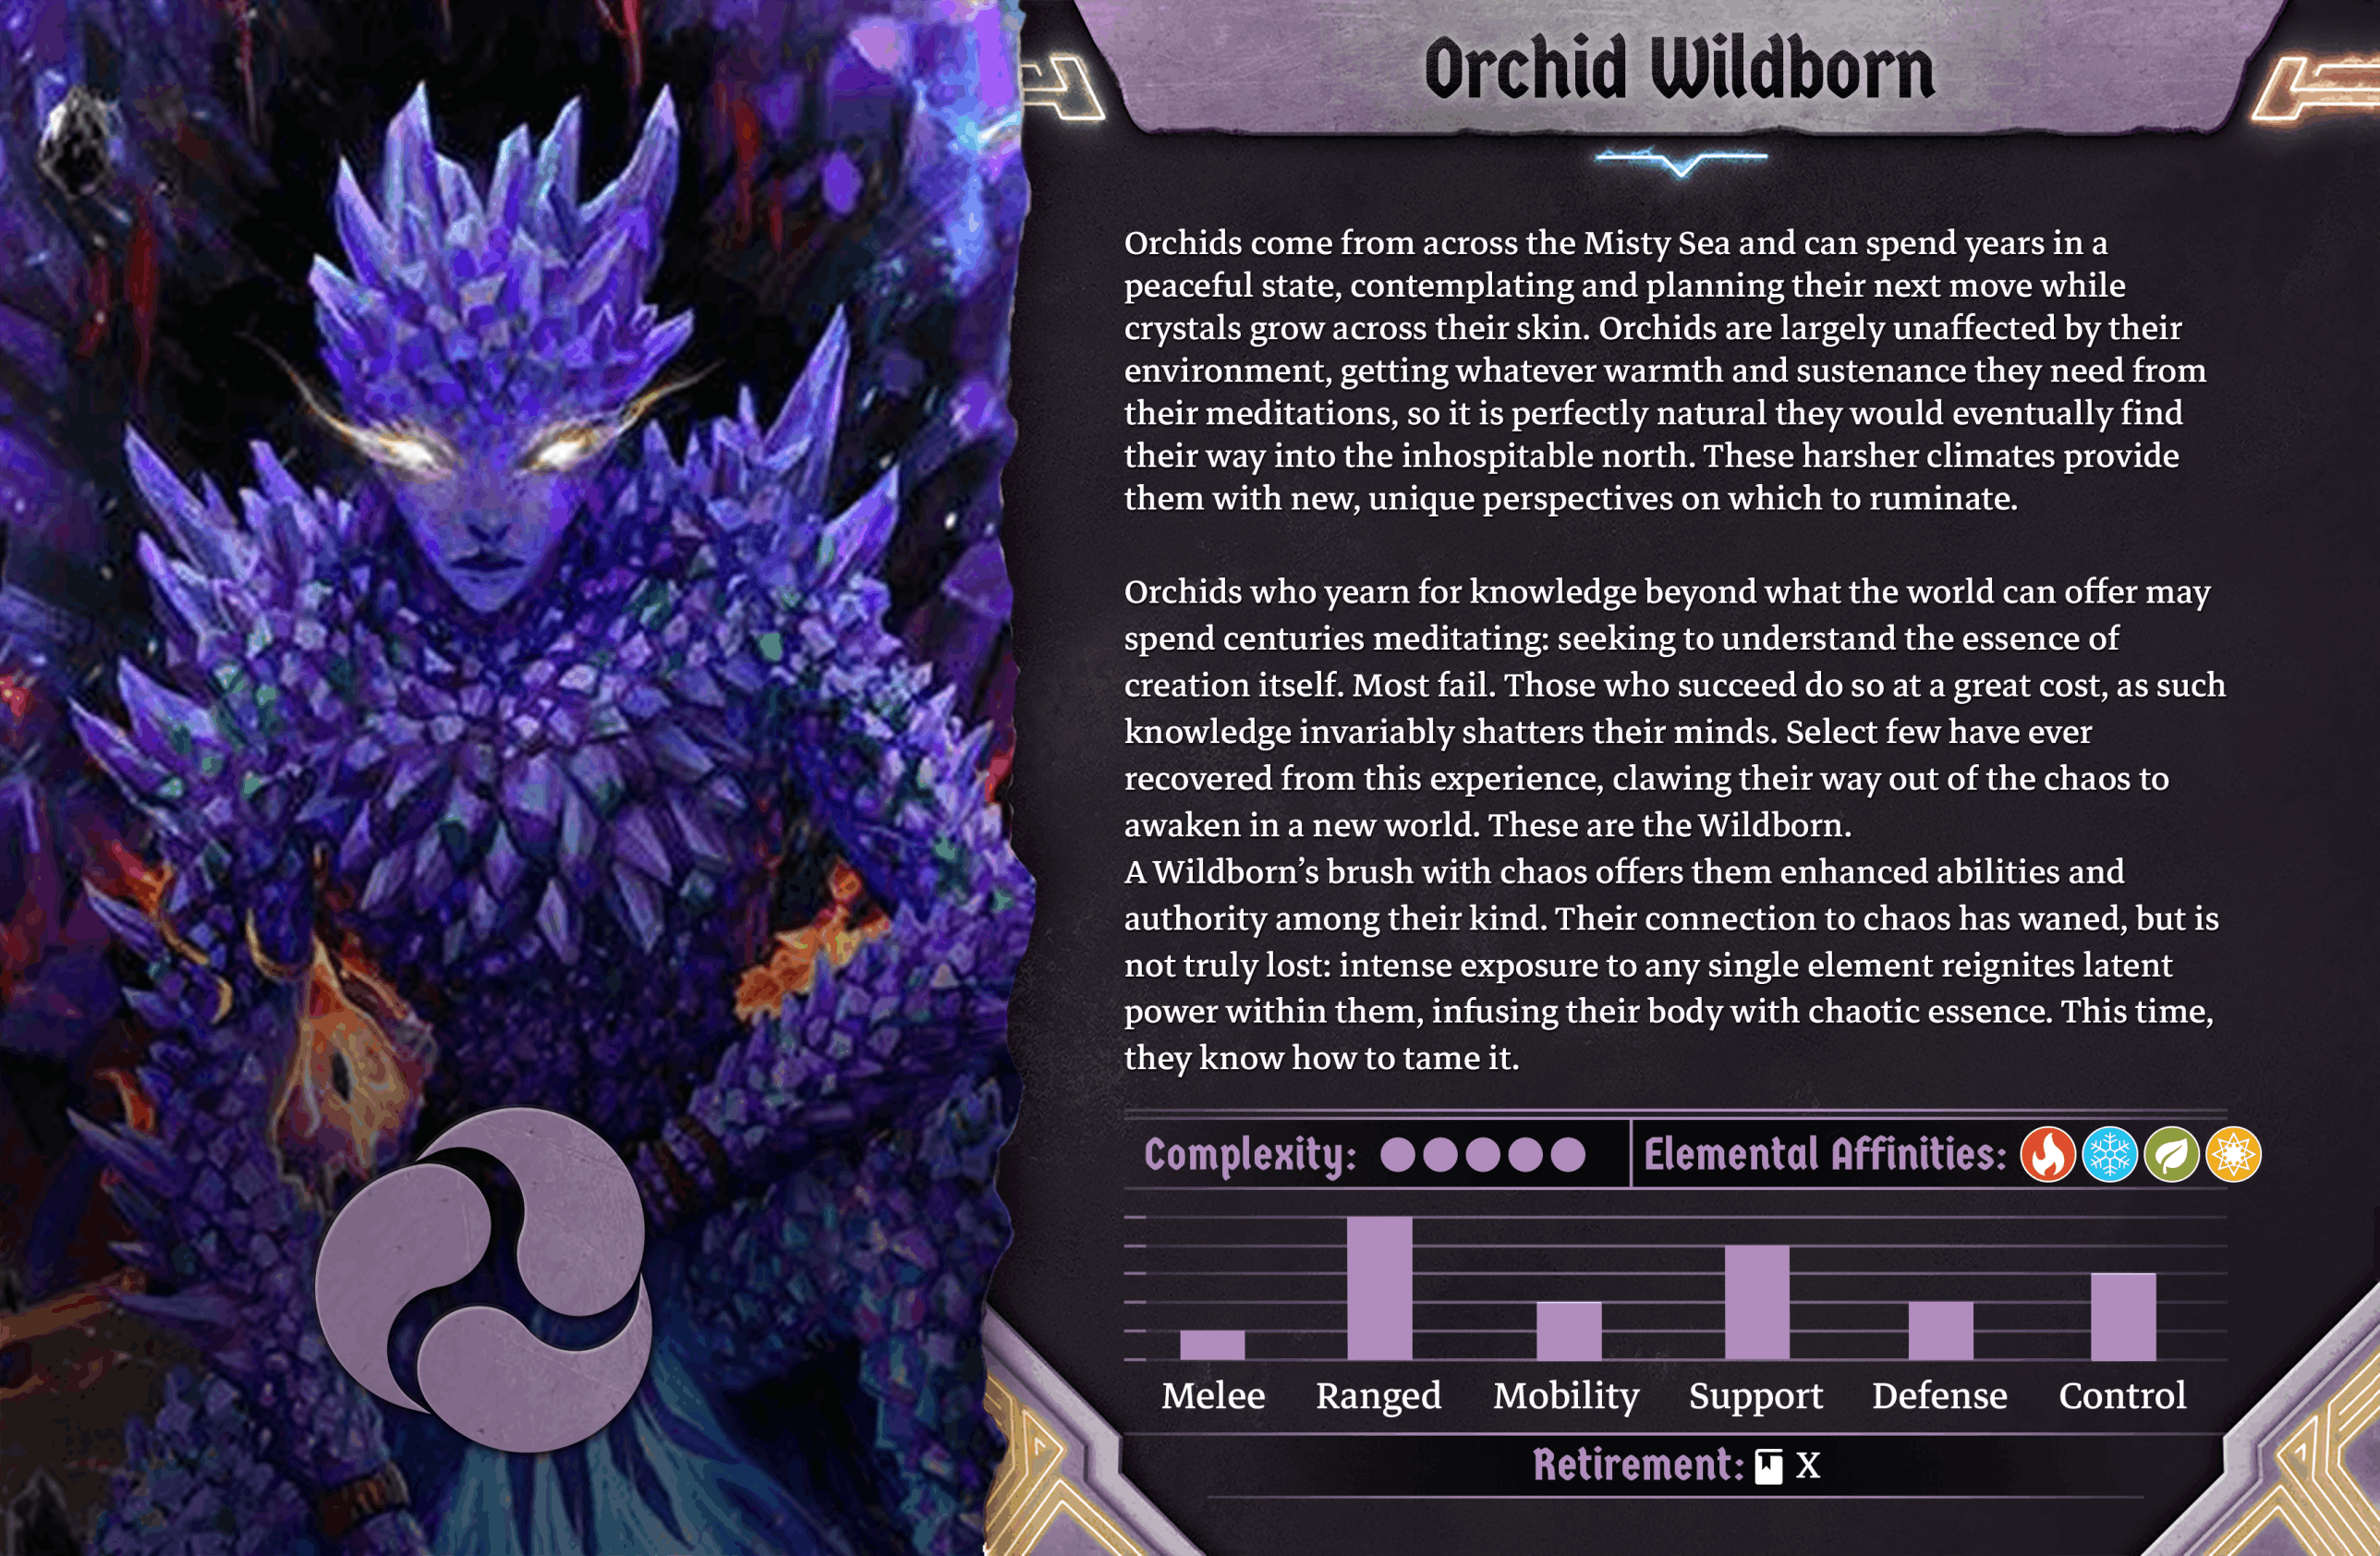 Orchid Wildborn
Orchids come from across the Misty Sea and can spend years in a
peaceful state, contemplating and planning their next move while
crystals grow across their skin. Orchids are largely unaffected by their
environment, getting whatever warmth and sustenance they need from
their meditations, so it is perfectly natural they would eventually find
their way into the inhospitable north. These harsher climates provide
them with new, unique perspectives on which to ruminate.
Orchids who yearn for knowledge beyond what the world can offer may
spend centuries meditating: seeking to understand the essence of
creation itself. Most fail. Those who succeed do so at a great cost, as such
knowledge invariably shatters their minds. Select few have ever
recovered from this experience, clawing their way out of the chaos to
awaken in a new world. These are the Wildborn.
A Wildborn’s brush with chaos offers them enhanced abilities and
authority among their kind. Their connection to chaos has waned, but is
not truly lost: intense exposure to any single element reignites latent
power within them, infusing their body with chaotic essence. This time,
they know how to tame it.
Complexity: Elemental Affinities:
Melee Ranged Mobility Support Defense Control
Retirement: X